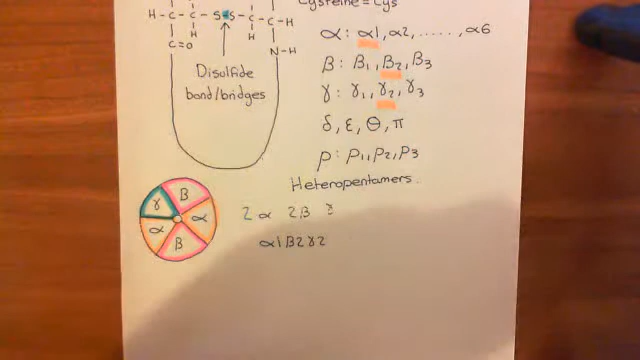 Cysteine = Cys
H-C-C-S-S-C-C-H
H
H
C=O
N-H
Disulfide
bond/bridges
α: α1, α2, ......, α6
β: β1, β2, β3
γ: γ1, γ2, γ3
δ, ε, θ, π
ρ: ρ1, ρ2, ρ3
Heteropentamers.
γ β
α α
β
2α 2β γ
α1β2γ2